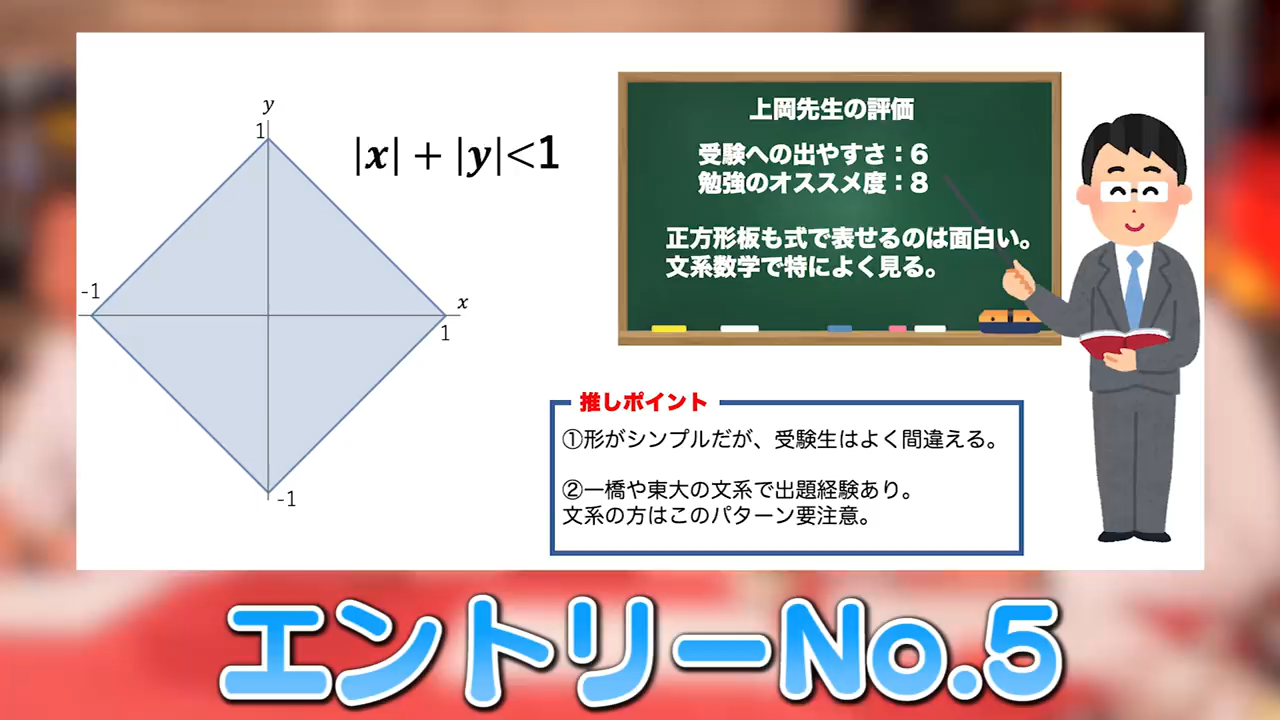 y
1
|x| + |y|<1
-1
x
1
-1
上岡先生の評価
受験への出やすさ：6
勉強のオススメ度：8
正方形板も式で表せるのは面白い。
文系数学で特によく見る。
推しポイント
①形がシンプルだが、受験生はよく間違える。
②一橋や東大の文系で出題経験あり。
文系の方はこのパターン要注意。
エントリーNo.5